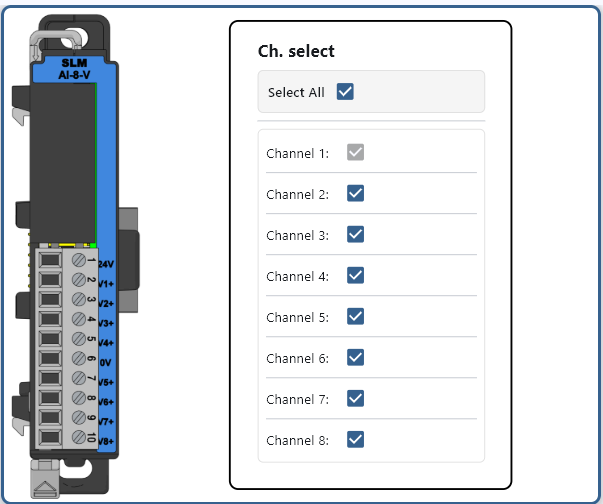 SLM
AI-8-V
1
24V
2
V1+
3
V2+
4
V3+
5
V4+
6
0V
7
V5+
8
V6+
9
V7+
10
V8+
Ch. select
Select All
Channel 1:
Channel 2:
Channel 3:
Channel 4:
Channel 5:
Channel 6:
Channel 7:
Channel 8: